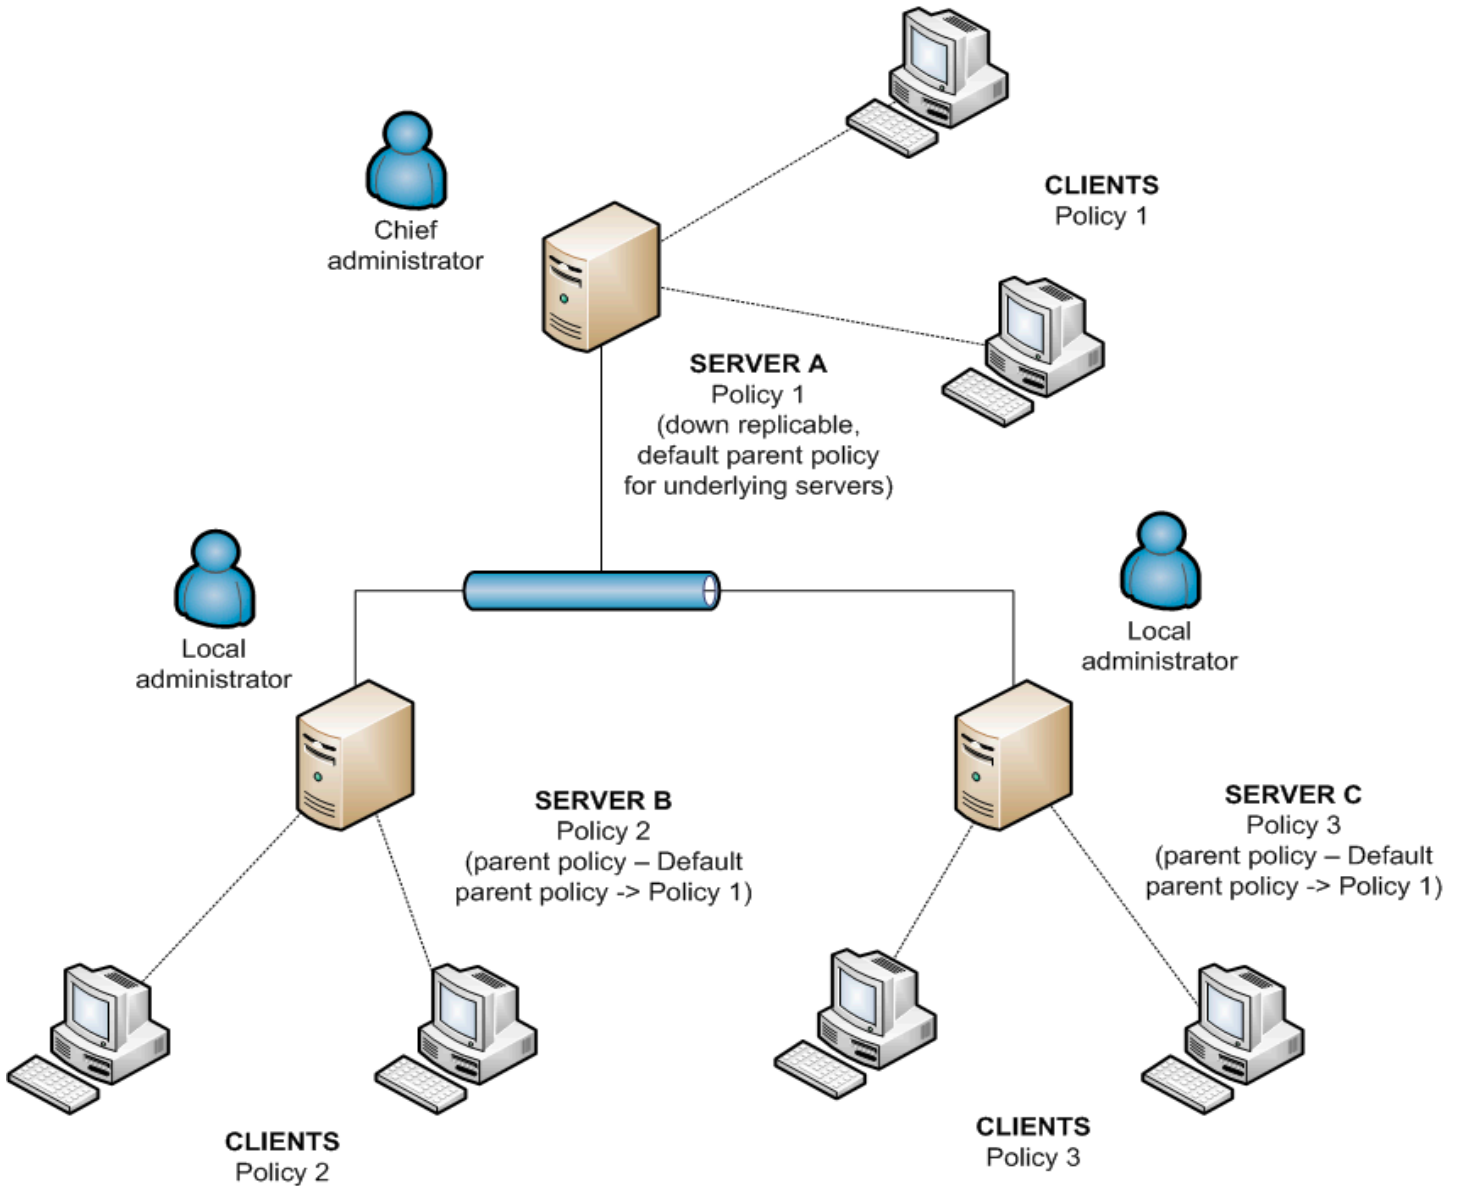 CLIENTS
Policy 1
Chief
administrator
SERVER A
Policy 1
(down replicable,
default parent policy
for underlying servers)
Local
administrator
Local
administrator
SERVER B
Policy 2
(parent policy – Default
parent policy -> Policy 1)
SERVER C
Policy 3
(parent policy – Default
parent policy -> Policy 1)
CLIENTS
Policy 2
CLIENTS
Policy 3